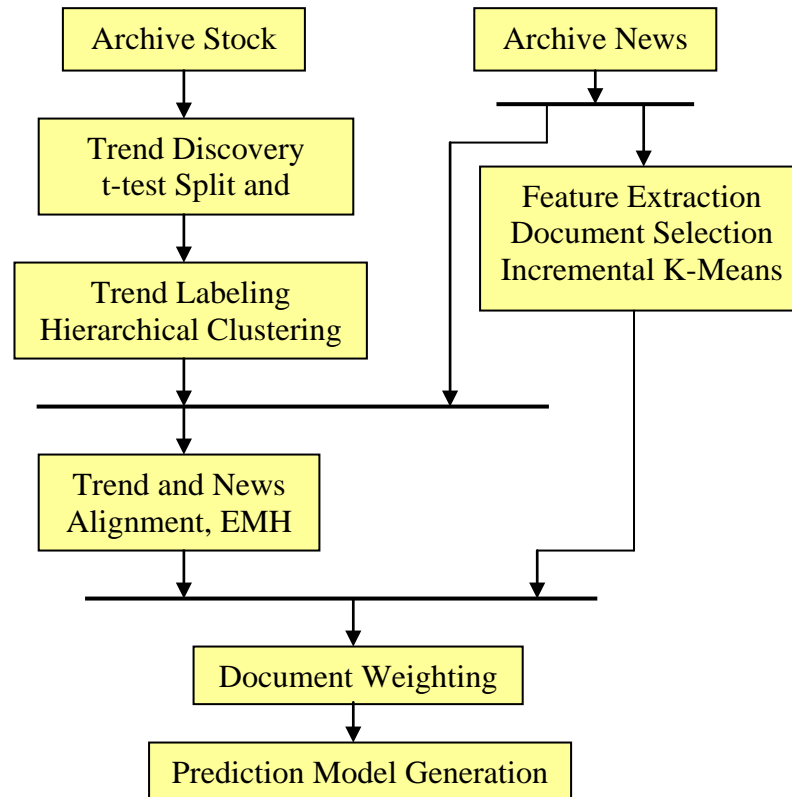 Archive Stock
Archive News
Trend Discovery
t-test Split and
Feature Extraction
Document Selection
Incremental K-Means
Trend Labeling
Hierarchical Clustering
Trend and News
Alignment, EMH
Document Weighting
Prediction Model Generation